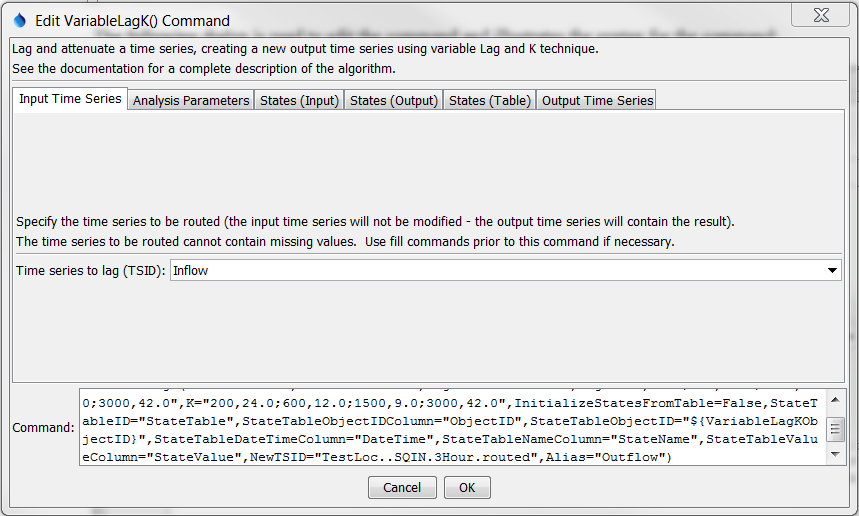 Edit VariableLagK() Command
Lag and attenuate a time series, creating a new output time series using variable Lag and K technique.
See the documentation for a complete description of the algorithm.
Input Time Series Analysis Parameters States (Input) States (Output) States (Table) Output Time Series
Specify the time series to be routed (the input time series will not be modified - the output time series will contain the result).
The time series to be routed cannot contain missing values.  Use fill commands prior to this command if necessary.
Time series to lag (TSID): Inflow
0;3000,42.0",K="200,24.0;600,12.0;1500,9.0;3000,42.0",InitializeStatesFromTable=False,StateT
Command: ableID="StateTable",StateTableObjectIDColumn="ObjectID",StateTableObjectID="${VariableLagKOb
jectID}",StateTableDateTimeColumn="DateTime",StateTableNameColumn="StateName",StateTableValu
eColumn="StateValue",NewTSID="TestLoc..SQIN.3Hour.routed",Alias="Outflow")
Cancel OK